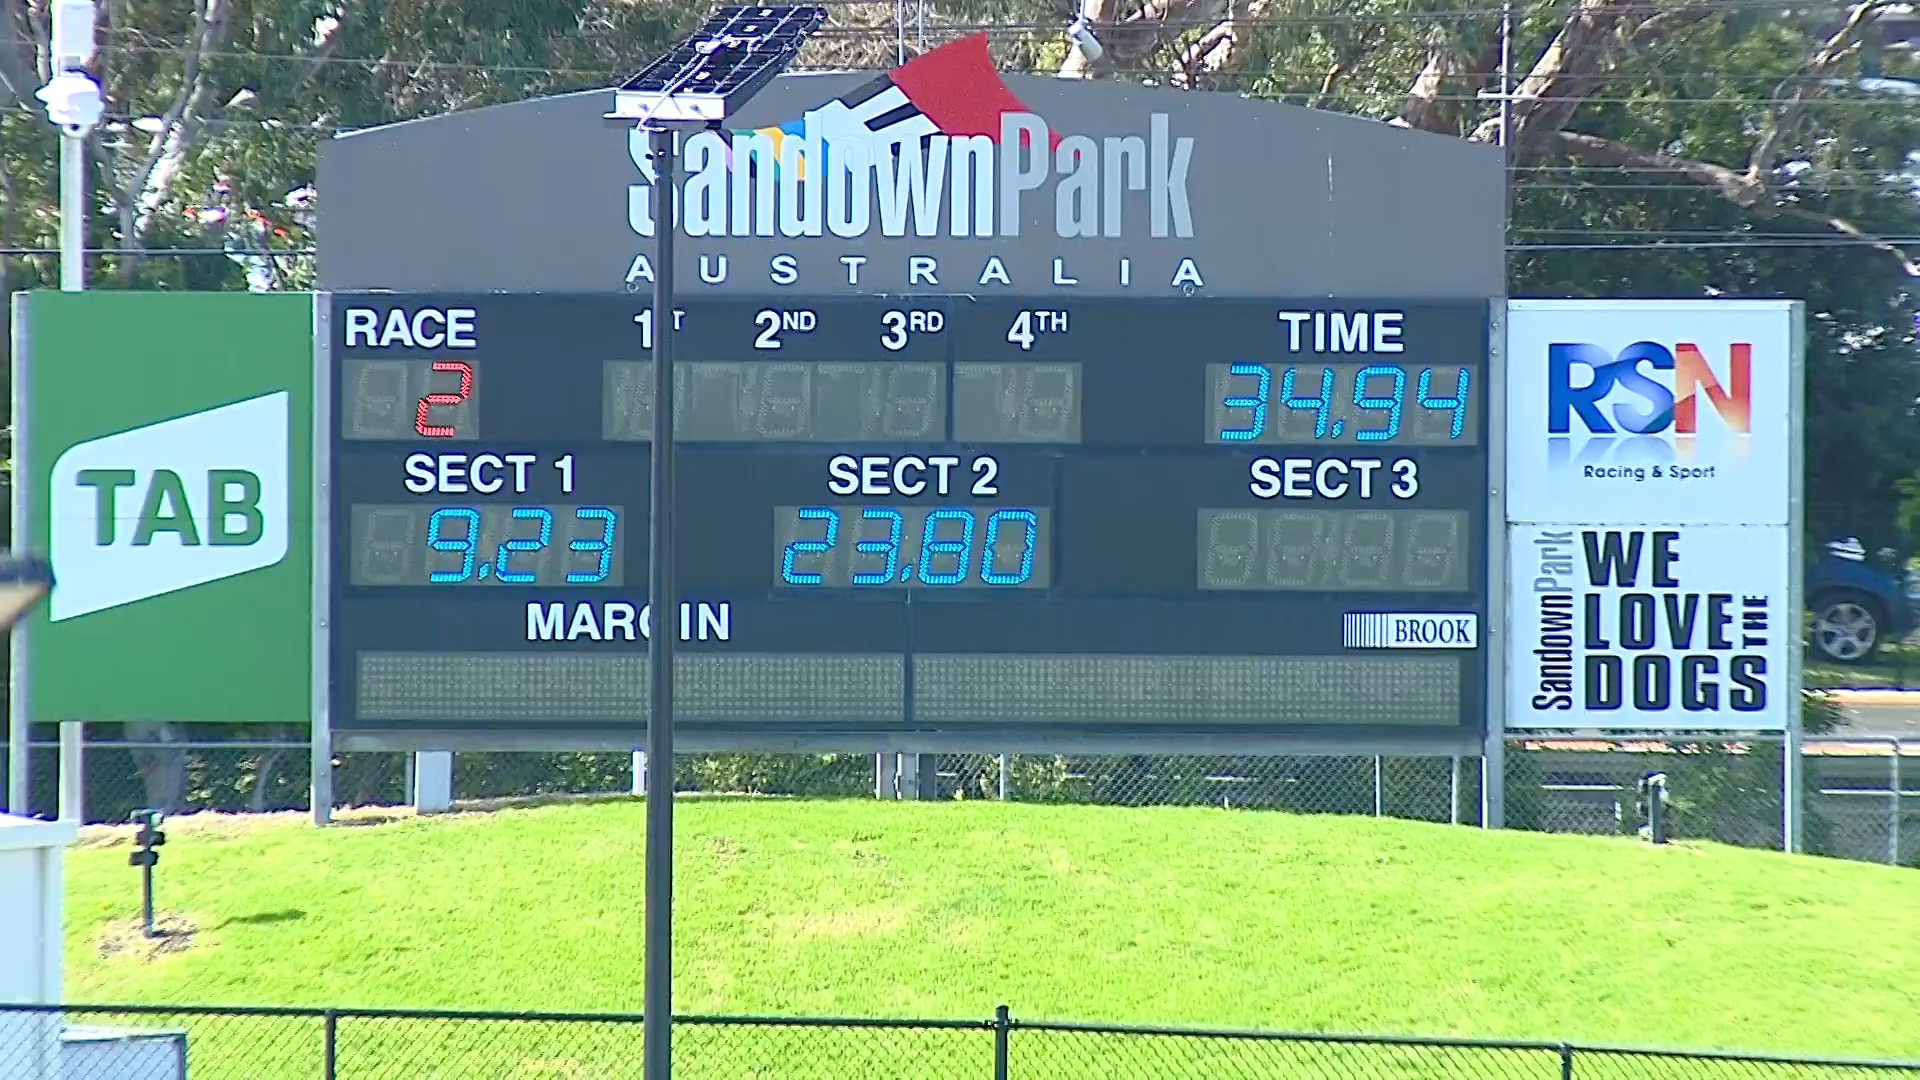 SandownPark
AUSTRALIA
RACE 1ST 2ND 3RD 4TH TIME
2 34.94
SECT 1 SECT 2 SECT 3
9.23 23.80
MARGIN
BROOK
TAB
RSN
Racing & Sport
SandownPark
WE
LOVE THE
DOGS